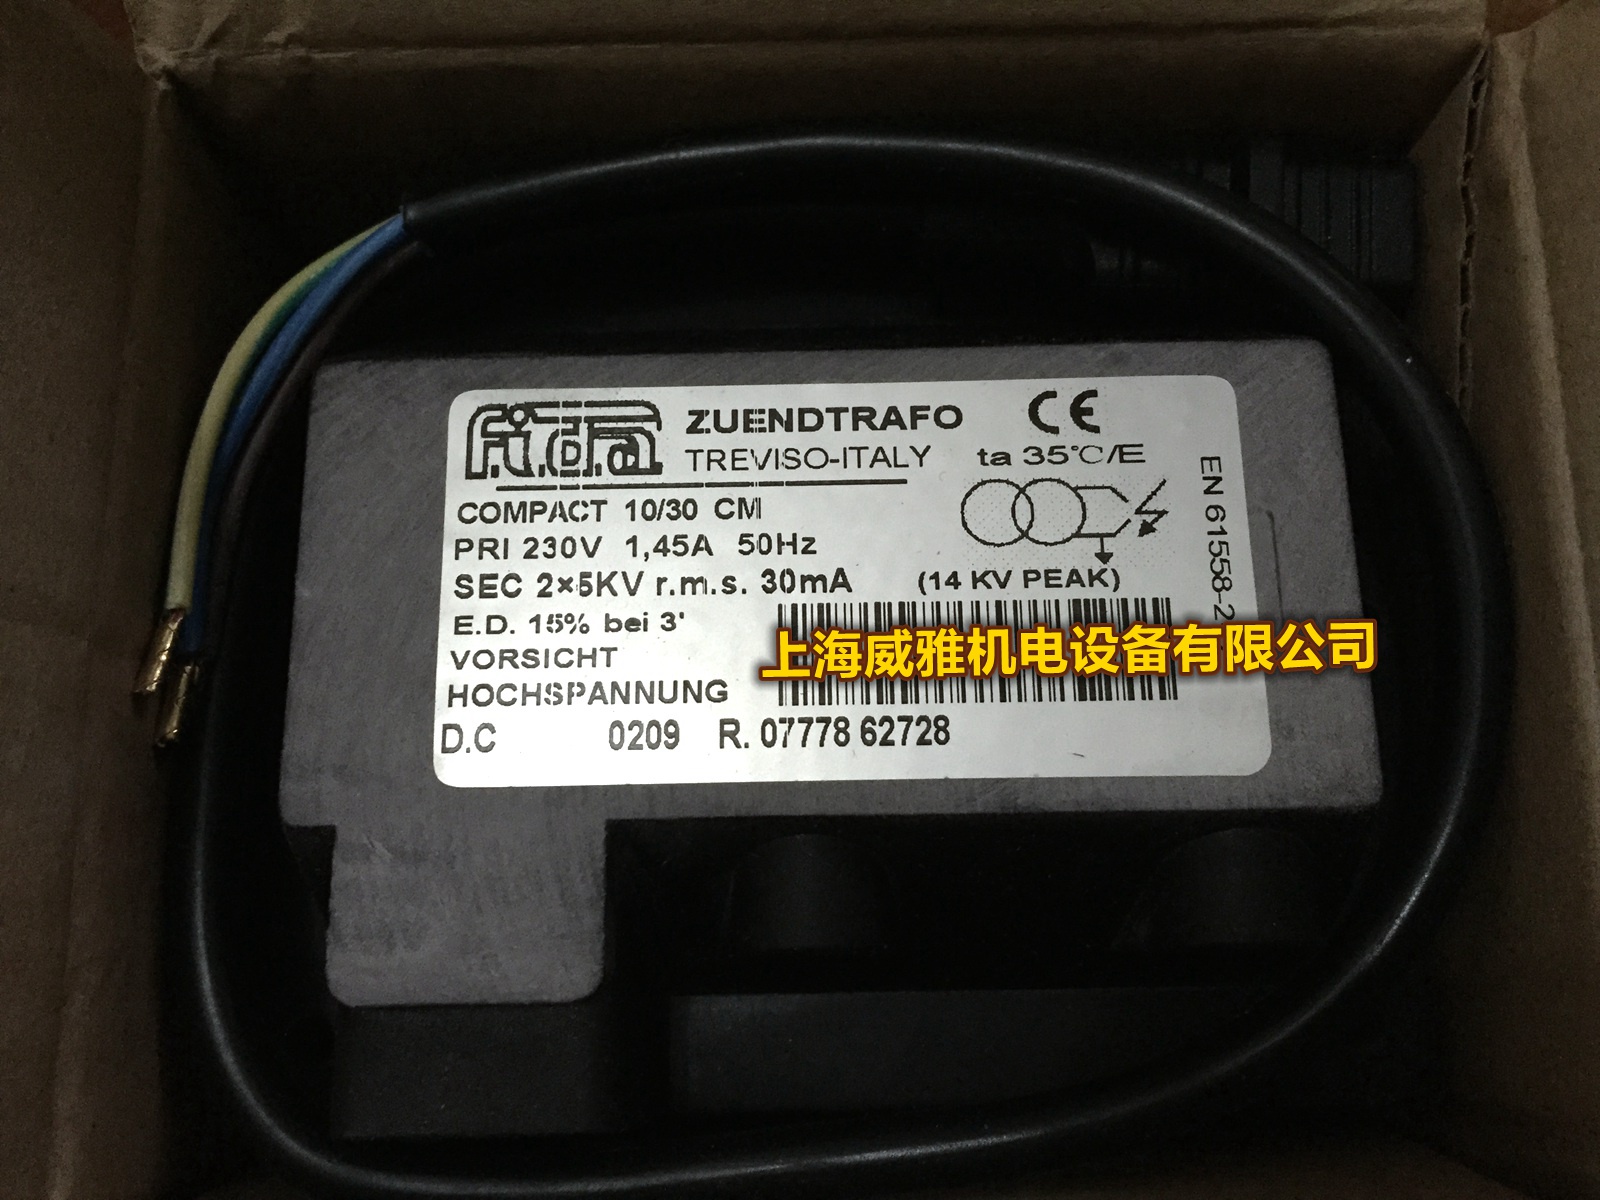 f.i.d.a ZUENDTRAFO CE
TREVISO-ITALY ta 35°C/E
COMPACT 10/30 CM
PRI 230V 1,45A 50Hz
SEC 2×5KV r.m.s. 30mA (14 KV PEAK)
E.D. 15% bei 3'
VORSICHT
HOCHSPANNUNG
D.C 0209 R. 07778 62728
EN 61558-2
上海威雅机电设备有限公司